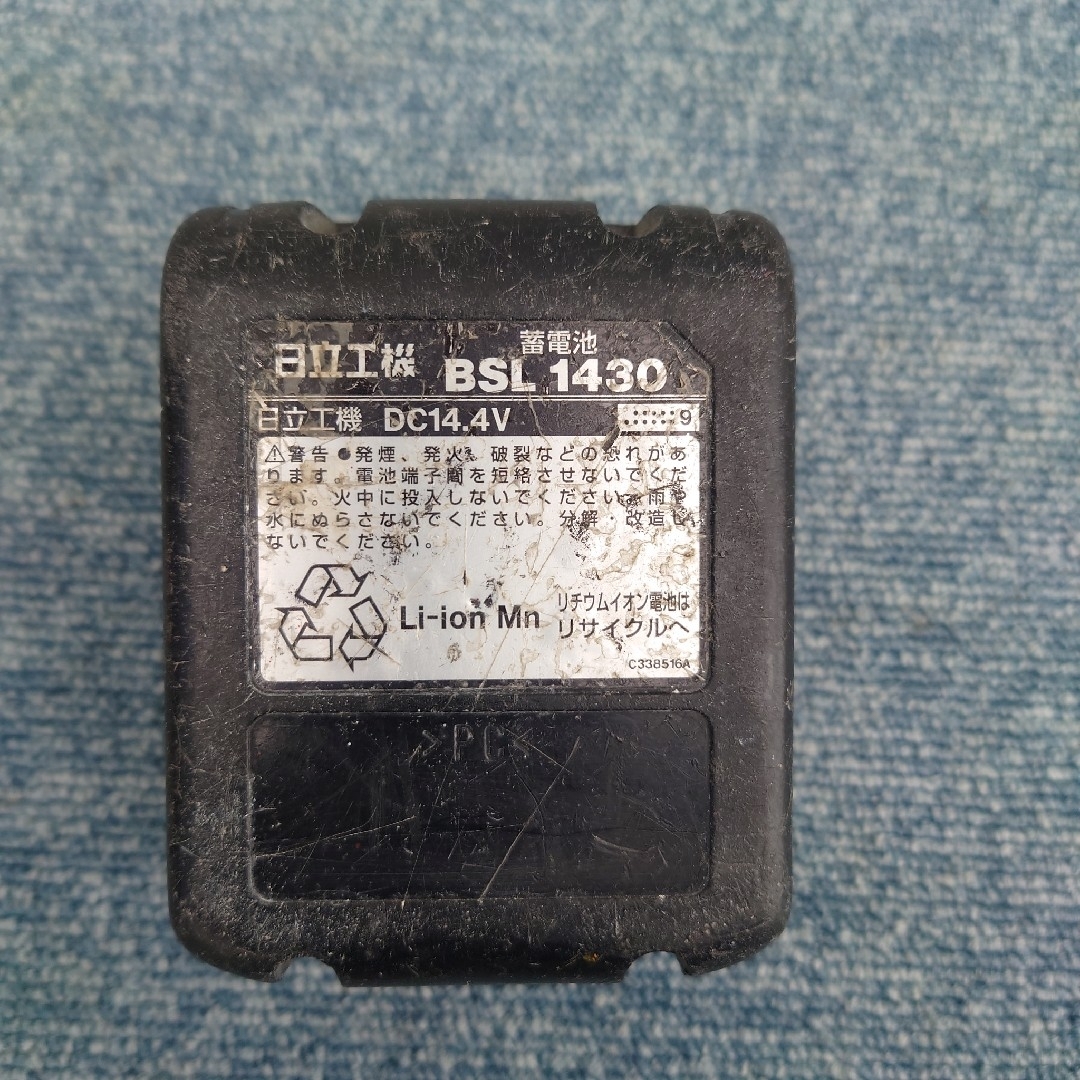 蓄電池
日立工機 BSL 1430
日立工機 DC14.4V 9
⚠警告 ●発煙、発火、破裂などの恐れがあ
ります。電池端子間を短絡させないでくだ
さい。火中に投入しないでください。雨や
水にぬらさないでください。分解・改造し
ないでください。
Li-ion Mn
リチウムイオン電池は
リサイクルへ
C338516A
>PC<